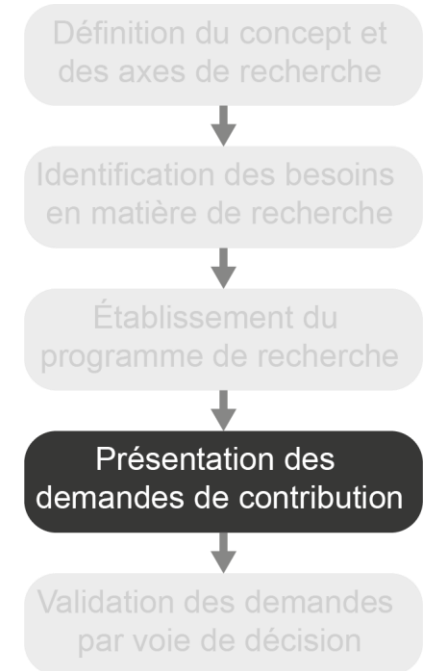 Définition du concept et
des axes de recherche
Identification des besoins
en matière de recherche
Établissement du
programme de recherche
Présentation des
demandes de contribution
Validation des demandes
par voie de décision